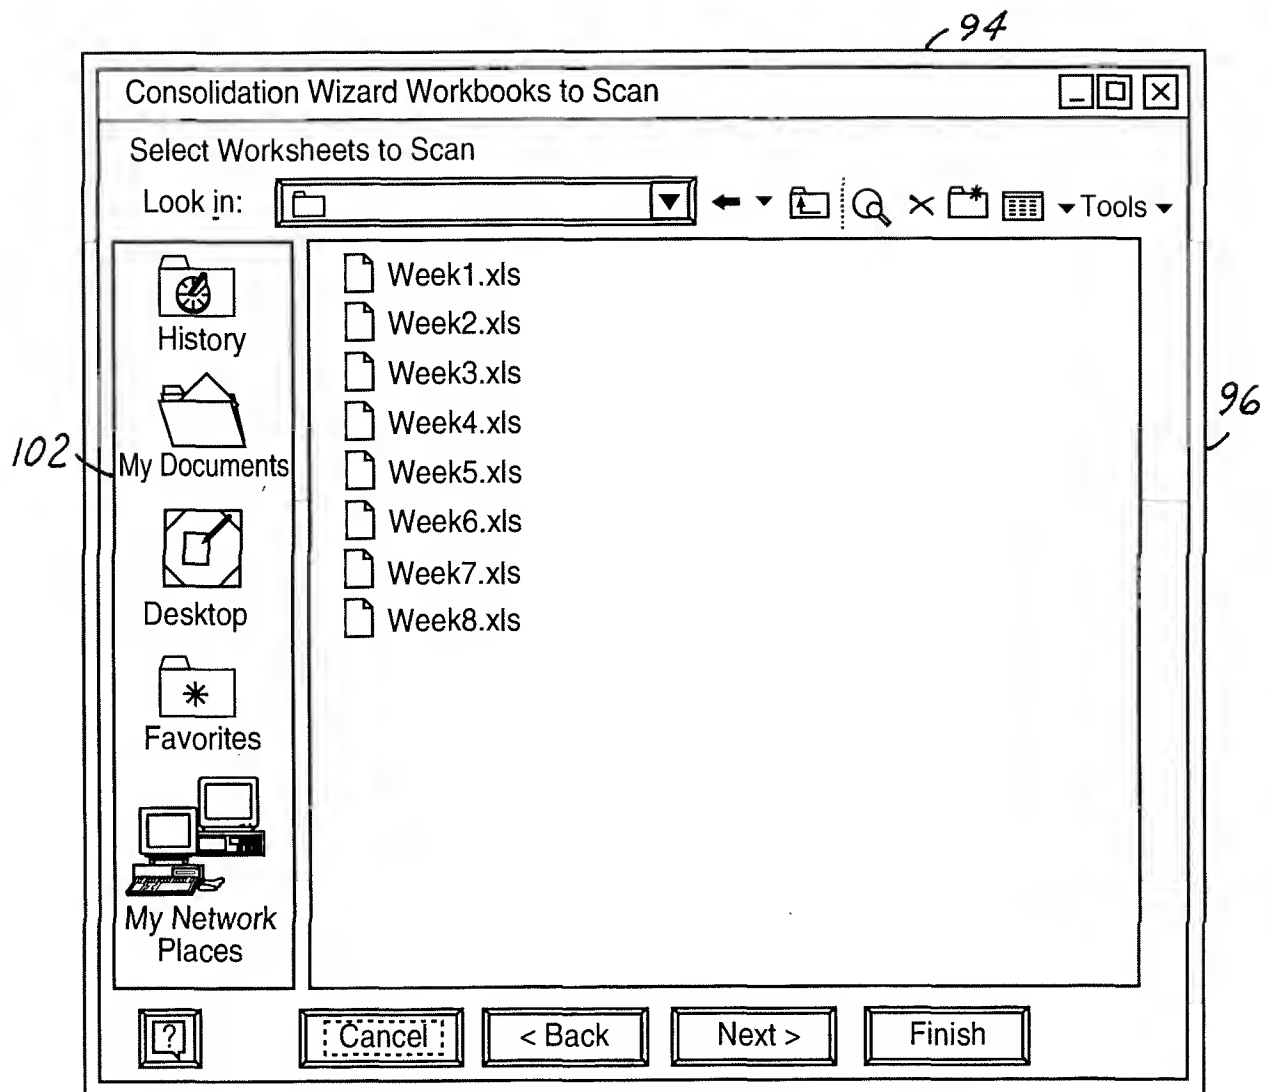 94
Consolidation Wizard Workbooks to Scan
Select Worksheets to Scan
Look in:
Tools
History
My Documents
Desktop
Favorites
My Network
Places
Week1.xls
Week2.xls
Week3.xls
Week4.xls
Week5.xls
Week6.xls
Week7.xls
Week8.xls
96
102
?
Cancel
< Back
Next >
Finish